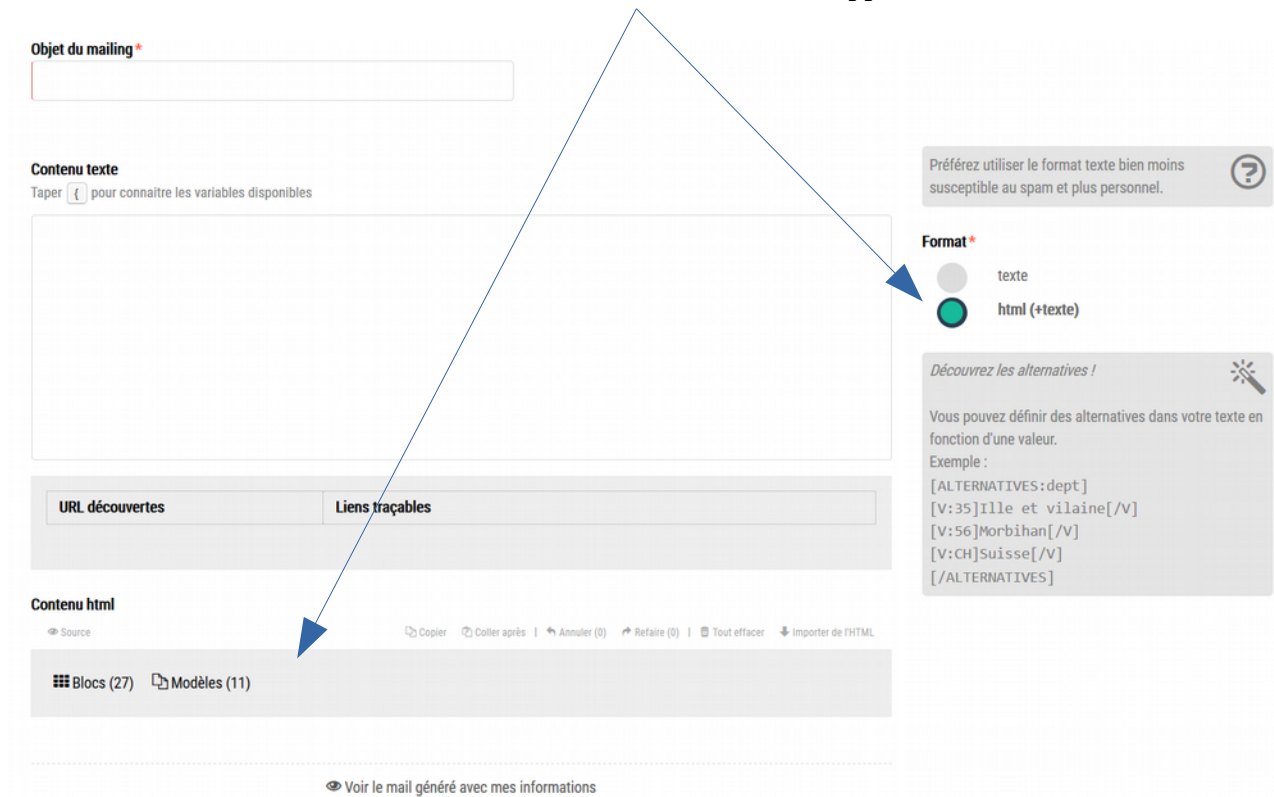 Objet du mailing *
Contenu texte
Taper { pour connaitre les variables disponibles
URL découvertes Liens traçables
Contenu html
Source Copier Coller après | Annuler (0) Refaire (0) | Tout effacer Importer de l'HTML
Blocs (27) Modèles (11)
Voir le mail généré avec mes informations
Préférez utiliser le format texte bien moins
susceptible au spam et plus personnel.
Format *
texte
html (+texte)
Découvrez les alternatives !
Vous pouvez définir des alternatives dans votre texte en
fonction d'une valeur.
Exemple :
[ALTERNATIVES:dept]
[V:35]Ille et vilaine[/V]
[V:56]Morbihan[/V]
[V:CH]Suisse[/V]
[/ALTERNATIVES]